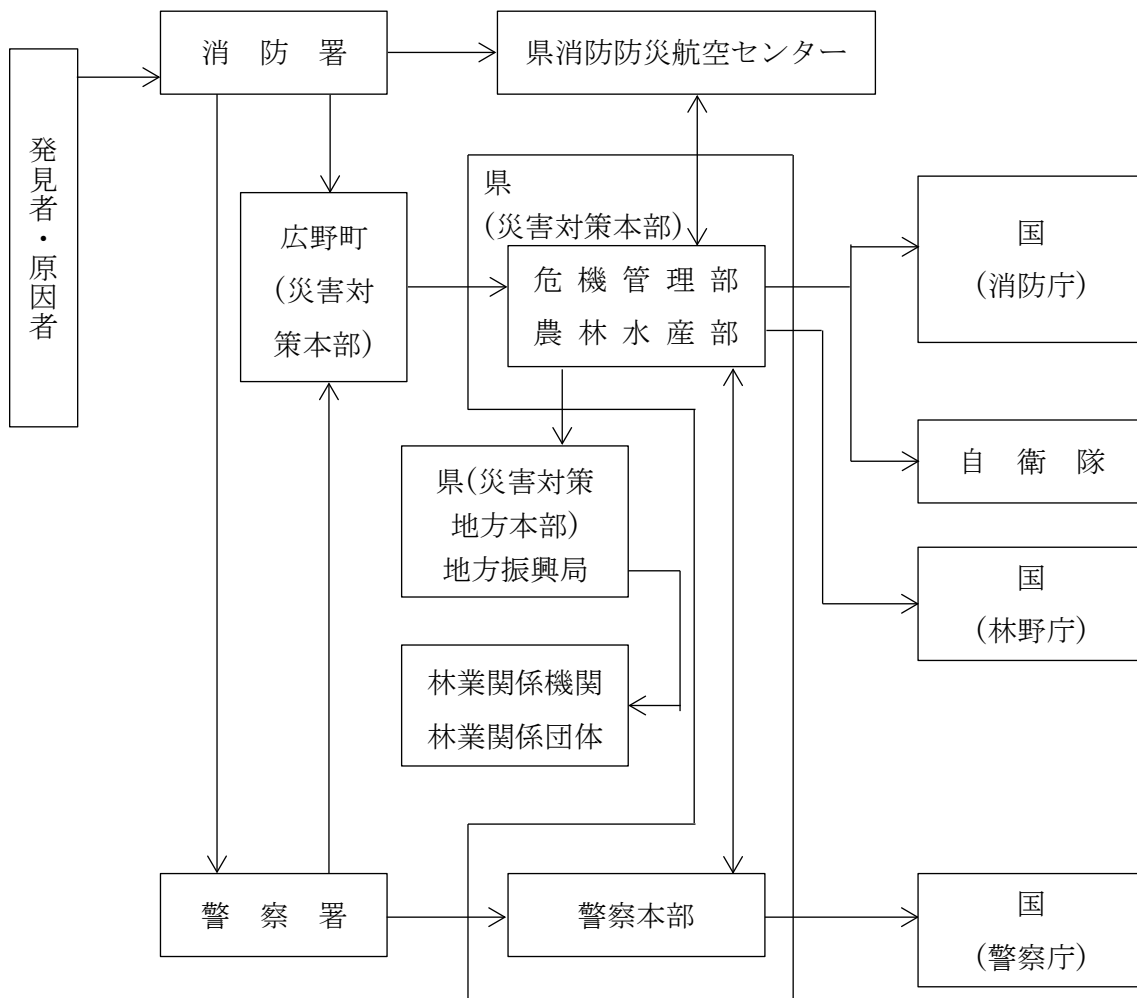 消 防 署
県消防防災航空センター
発見者・原因者
県
(災害対策本部)
広野町
(災害対
策本部)
危 機 管 理 部
農 林 水 産 部
国
(消防庁)
自 衛 隊
県(災害対策
地方本部)
地方振興局
国
(林野庁)
林業関係機関
林業関係団体
警 察 署
警察本部
国
(警察庁)